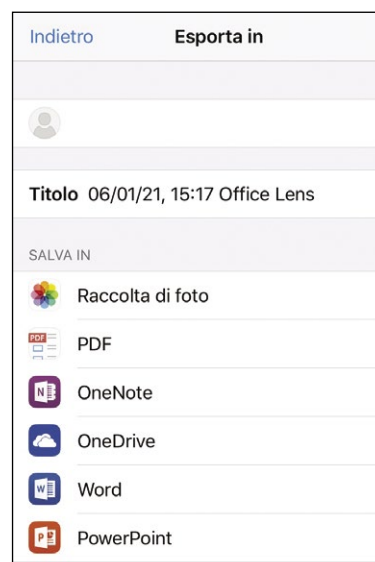 Indietro Esporta in
Titolo 06/01/21, 15:17 Office Lens
SALVA IN
Raccolta di foto
PDF
PDF
N
OneNote
OneDrive
W
Word
P
PowerPoint